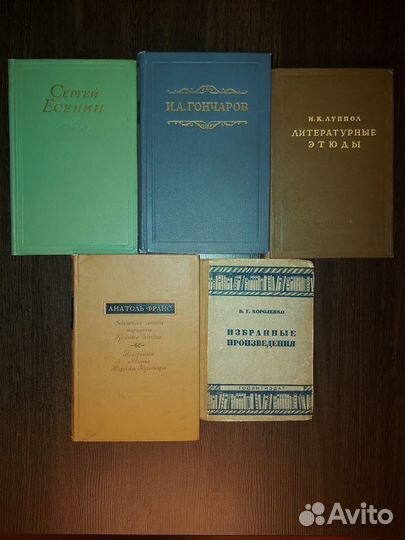 СЕРГЕЙ
ЕСЕНИН
И.А.ГОНЧАРОВ
И.К.ЛУППОЛ
ЛИТЕРАТУРНЫЕ
ЭТЮДЫ
АНАТОЛЬ ФРАНС
В. Г. КОРОЛЕНКО
ИЗБРАННЫЕ
ПРОИЗВЕДЕНИЯ
ГОСЛИТИЗДАТ
Avito